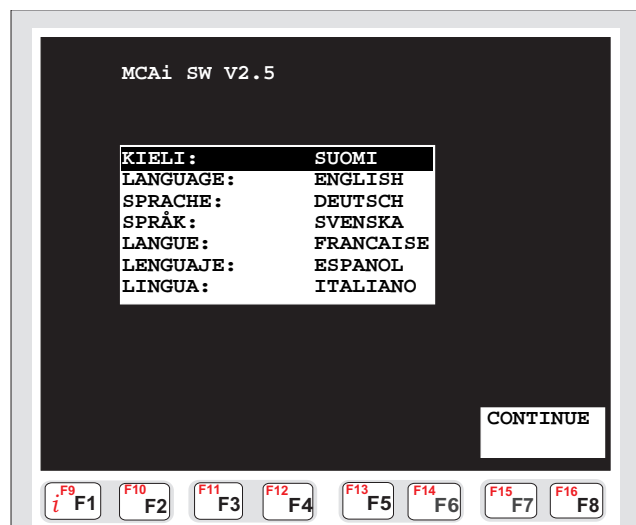 MCAi SW V2.5
KIELI: SUOMI
LANGUAGE: ENGLISH
SPRACHE: DEUTSCH
SPRÅK: SVENSKA
LANGUE: FRANCAISE
LENGUAJE: ESPANOL
LINGUA: ITALIANO
CONTINUE
F9 F10 F11 F12 F13 F14 F15 F16
i F1 F2 F3 F4 F5 F6 F7 F8